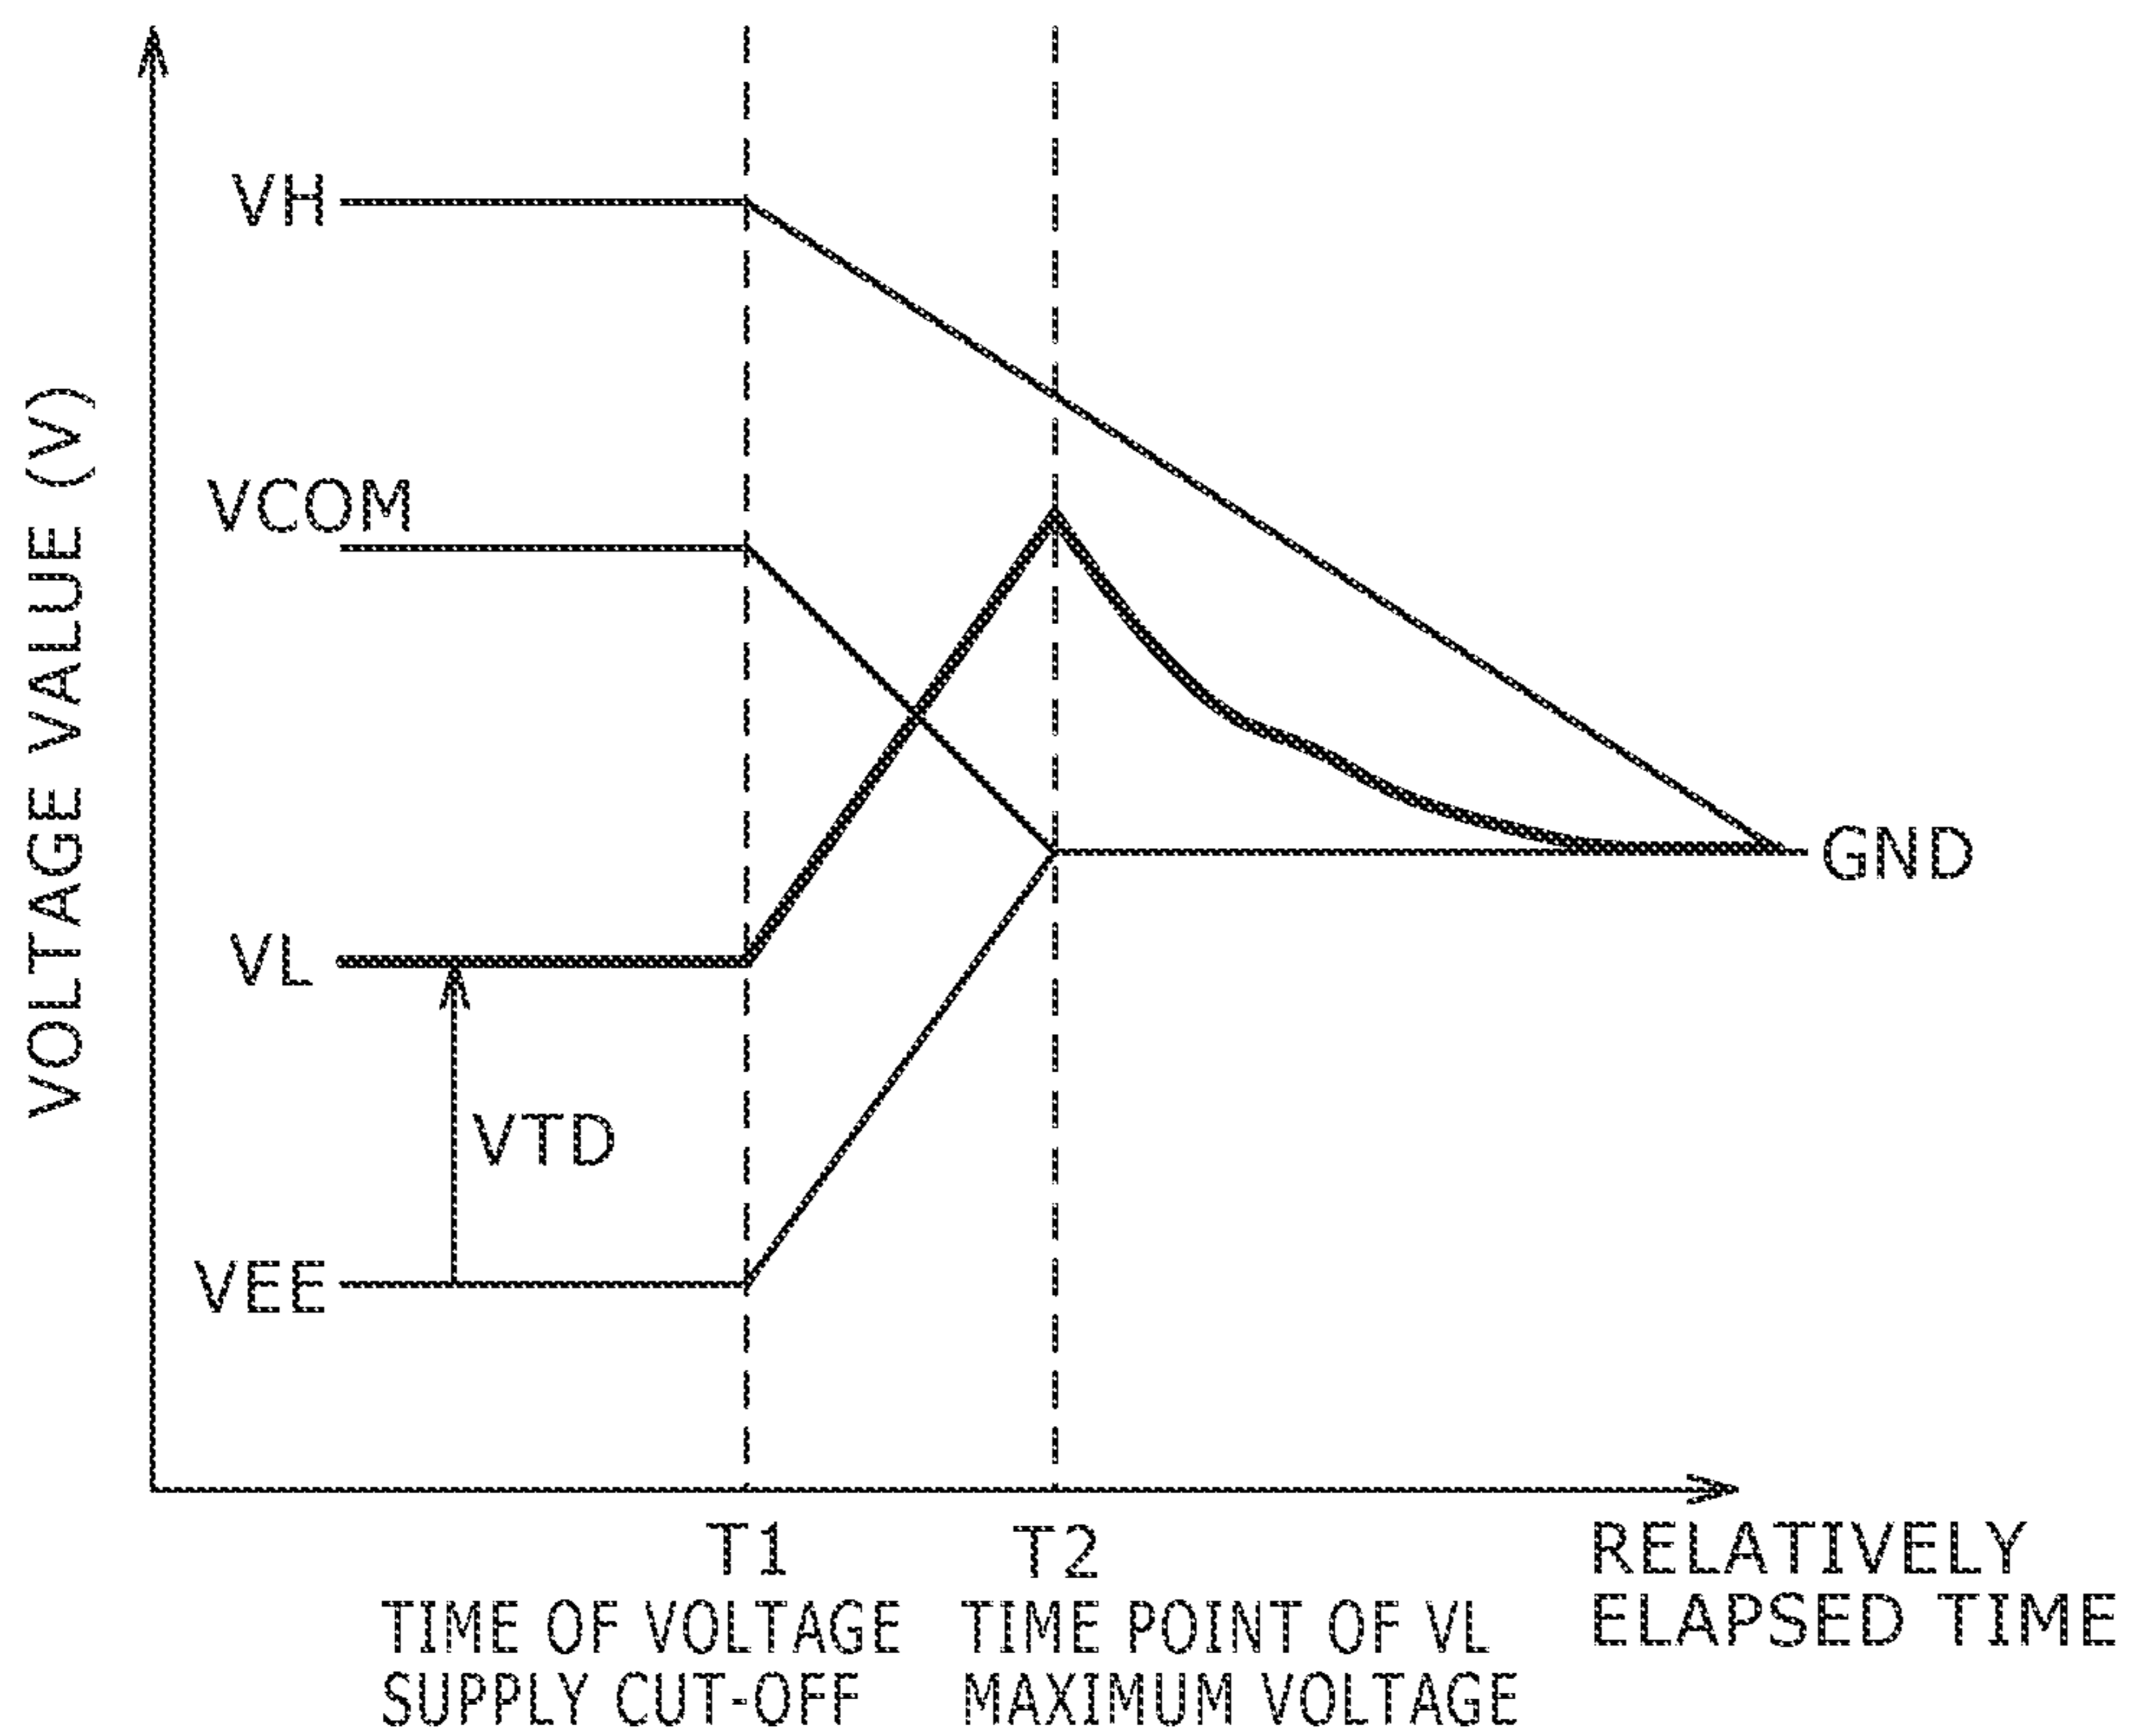 VOLTAGE VALUE (V)
VH
VCOM
VL
VTD
VEE
GND
T1
TIME OF VOLTAGE
SUPPLY CUT-OFF
T2
TIME POINT OF VL
MAXIMUM VOLTAGE
RELATIVELY
ELAPSED TIME